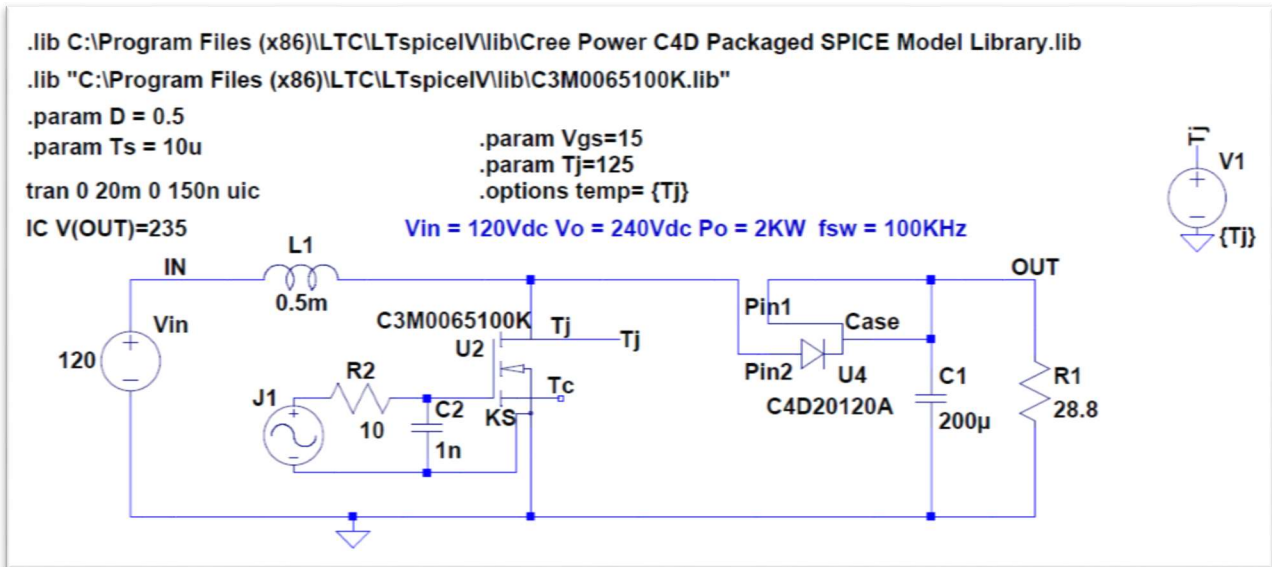 .lib C:\Program Files (x86)\LTC\LTspiceIV\lib\Cree Power C4D Packaged SPICE Model Library.lib
.lib "C:\Program Files (x86)\LTC\LTspiceIV\lib\C3M0065100K.lib"
.param D = 0.5
.param Ts = 10u
.param Vgs=15
.param Tj=125
.options temp= {Tj}
tran 0 20m 0 150n uic
IC V(OUT)=235
Vin = 120Vdc Vo = 240Vdc Po = 2KW fsw = 100KHz
Tj
V1
{Tj}
IN
L1
0.5m
OUT
Vin
120
C3M0065100K
U2
Tj
Tj
Tc
KS
J1
R2
10
C2
1n
Pin1
Case
Pin2
U4
C4D20120A
C1
200µ
R1
28.8